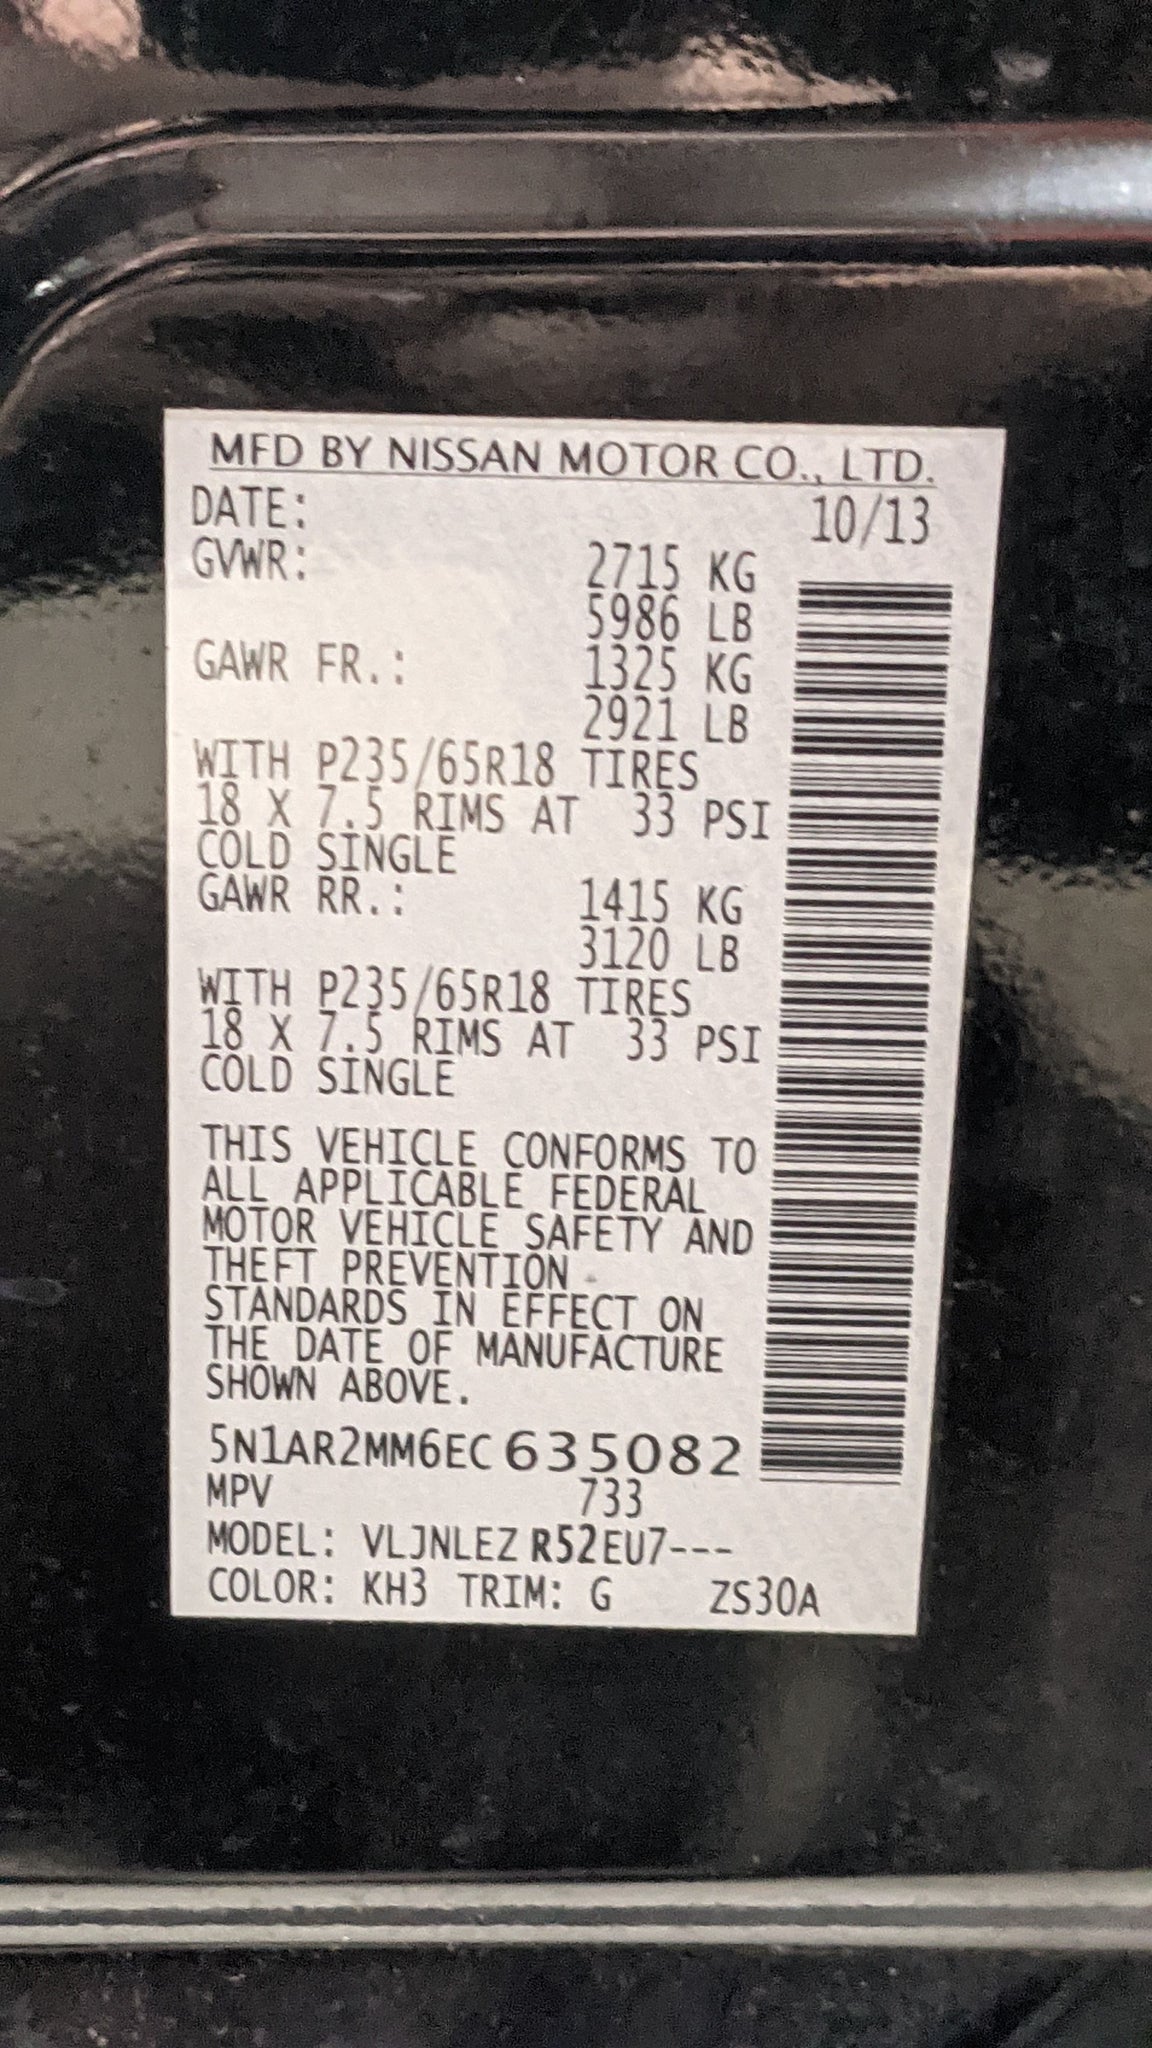 MFD BY NISSAN MOTOR CO., LTD.
DATE: 10/13
GVWR: 2715 KG
5986 LB
GAWR FR.: 1325 KG
2921 LB
WITH P235/65R18 TIRES
18 X 7.5 RIMS AT 33 PSI
COLD SINGLE
GAWR RR.: 1415 KG
3120 LB
WITH P235/65R18 TIRES
18 X 7.5 RIMS AT 33 PSI
COLD SINGLE
THIS VEHICLE CONFORMS TO
ALL APPLICABLE FEDERAL
MOTOR VEHICLE SAFETY AND
THEFT PREVENTION
STANDARDS IN EFFECT ON
THE DATE OF MANUFACTURE
SHOWN ABOVE.
5N1AR2MM6EC635082
MPV 733
MODEL: VLJNLEZ R52EU7---
COLOR: KH3 TRIM: G ZS30A